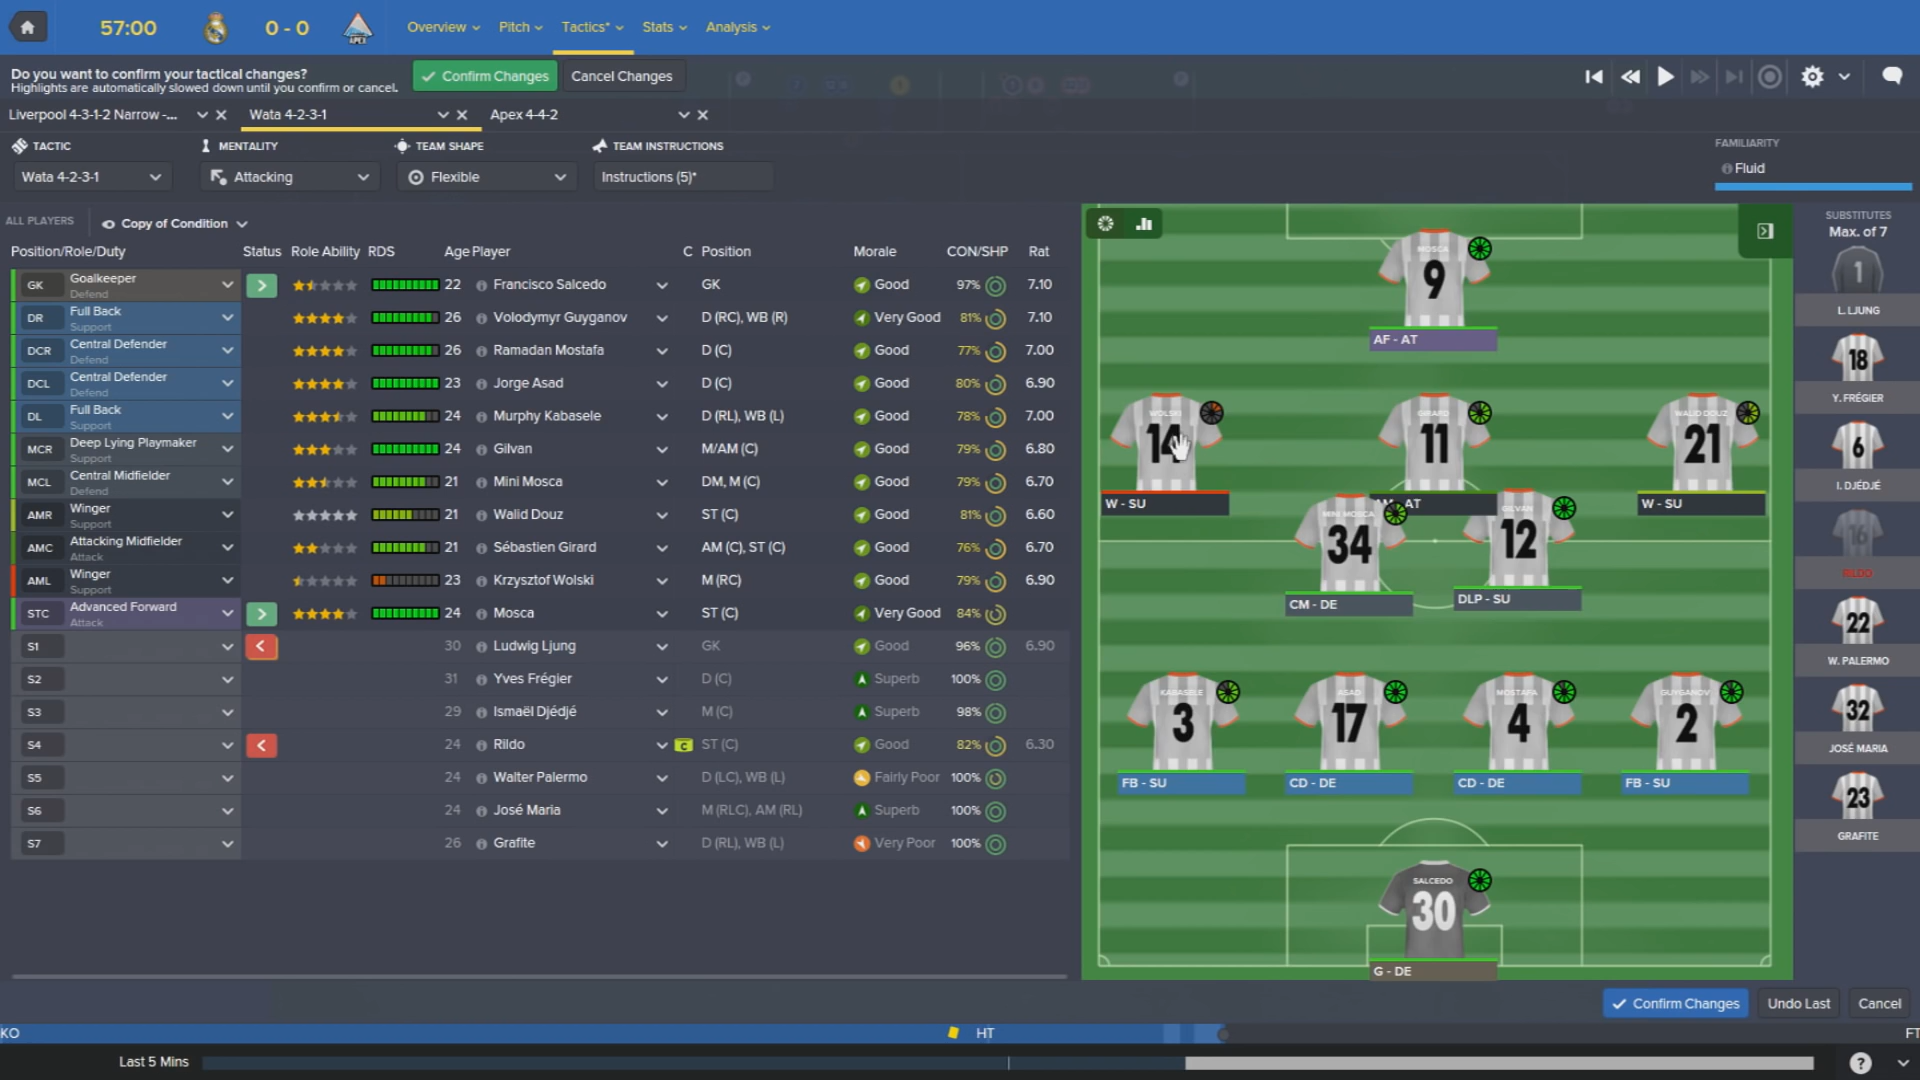 57:00
0 - 0
APEX
Overview
Pitch
Tactics*
Stats
Analysis
Do you want to confirm your tactical changes?
Highlights are automatically slowed down until you confirm or cancel.
Confirm Changes
Cancel Changes
Liverpool 4-3-1-2 Narrow -...
Wata 4-2-3-1
Apex 4-4-2
TACTIC
MENTALITY
TEAM SHAPE
TEAM INSTRUCTIONS
FAMILIARITY
Wata 4-2-3-1
Attacking
Flexible
Instructions (5)*
Fluid
ALL PLAYERS
Copy of Condition
Position/Role/Duty Status Role Ability RDS Age Player C Position Morale CON/SHP Rat
GK Goalkeeper Defend 22 Francisco Salcedo GK Good 97% 7.10
DR Full Back Support 26 Volodymyr Guyganov D (RC), WB (R) Very Good 81% 7.10
DCR Central Defender Defend 26 Ramadan Mostafa D (C) Good 77% 7.00
DCL Central Defender Defend 23 Jorge Asad D (C) Good 80% 6.90
DL Full Back Support 24 Murphy Kabasele D (RL), WB (L) Good 78% 7.00
MCR Deep Lying Playmaker Support 24 Gilvan M/AM (C) Good 79% 6.80
MCL Central Midfielder Defend 21 Mini Mosca DM, M (C) Good 79% 6.70
AMR Winger Support 21 Walid Douz ST (C) Good 81% 6.60
AMC Attacking Midfielder Attack 21 Sébastien Girard AM (C), ST (C) Good 76% 6.70
AML Winger Support 23 Krzysztof Wolski M (RC) Good 79% 6.90
STC Advanced Forward Attack 24 Mosca ST (C) Very Good 84%
S1 30 Ludwig Ljung GK Good 96% 6.90
S2 31 Yves Frégier D (C) Superb 100%
S3 29 Ismaël Djédjé M (C) Superb 98%
S4 24 Rildo C ST (C) Good 82% 6.30
S5 24 Walter Palermo D (LC), WB (L) Fairly Poor 100%
S6 24 José Maria M (RLC), AM (RL) Superb 100%
S7 26 Grafite D (RL), WB (L) Very Poor 100%
MOSCA
9
AF - AT
WOLSKI
14
W - SU
GIRARD
11
AT
WALID DOUZ
21
W - SU
MINI MOSCA
34
CM - DE
GILVAN
12
DLP - SU
KABASELE
3
FB - SU
ASAD
17
CD - DE
MOSTAFA
4
CD - DE
GUYGANOV
2
FB - SU
SALCEDO
30
G - DE
SUBSTITUTES
Max. of 7
1
L. LJUNG
18
Y. FRÉGIER
6
I. DJÉDJÉ
16
RILDO
22
W. PALERMO
32
JOSÉ MARIA
23
GRAFITE
Confirm Changes
Undo Last
Cancel
KO
HT
FT
Last 5 Mins
?